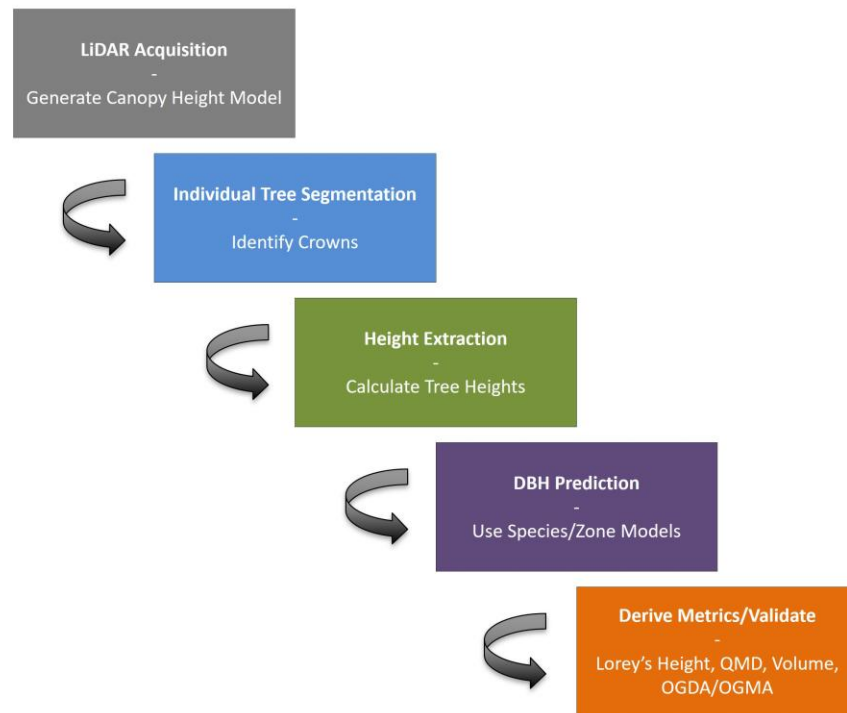 LiDAR Acquisition
-
Generate Canopy Height Model
Individual Tree Segmentation
-
Identify Crowns
Height Extraction
-
Calculate Tree Heights
DBH Prediction
-
Use Species/Zone Models
Derive Metrics/Validate
-
Lorey’s Height, QMD, Volume,
OGDA/OGMA